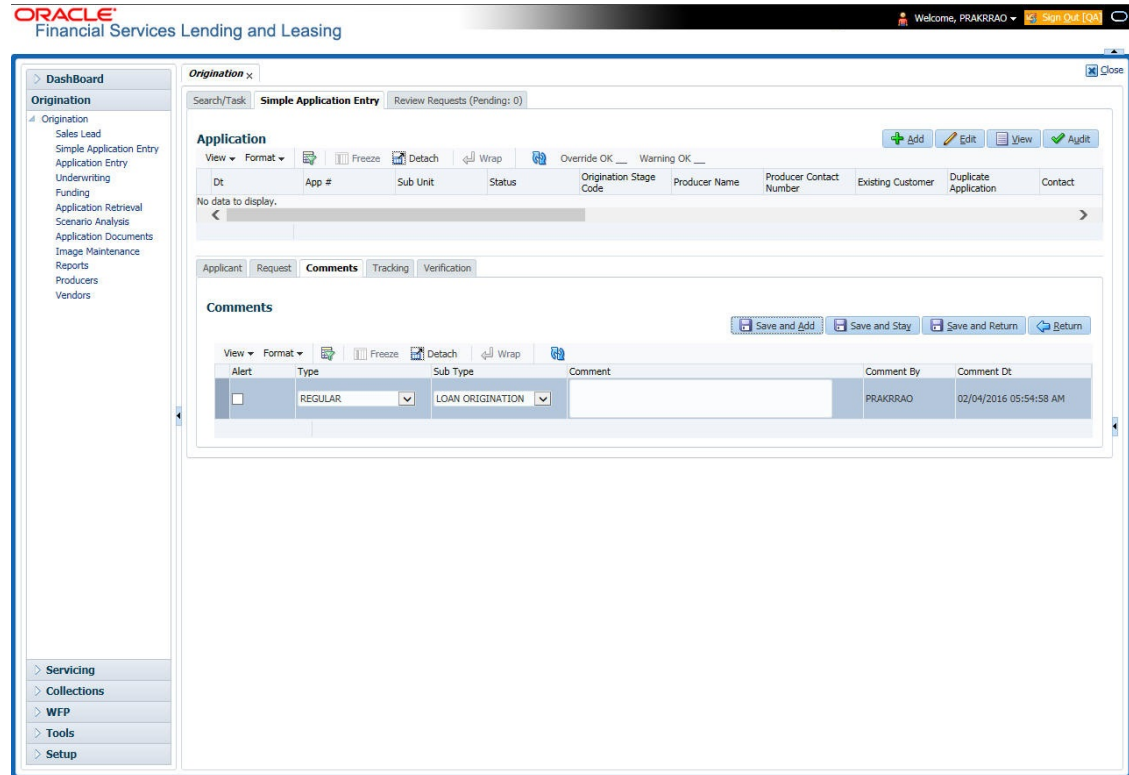 ORACLE®
Financial Services Lending and Leasing
Welcome, PRAKRRAO
Sign Out [QA]
Close
DashBoard
Origination
Origination
Sales Lead
Simple Application Entry
Application Entry
Underwriting
Funding
Application Retrieval
Scenario Analysis
Application Documents
Image Maintenance
Reports
Producers
Vendors
Servicing
Collections
WFP
Tools
Setup
Origination x
Search/Task Simple Application Entry Review Requests (Pending: 0)
Application
Add Edit View Audit
View Format Freeze Detach Wrap Override OK __ Warning OK __
Dt App # Sub Unit Status Origination Stage Code Producer Name Producer Contact Number Existing Customer Duplicate Application Contact
No data to display.
Applicant Request Comments Tracking Verification
Comments
Save and Add Save and Stay Save and Return Return
View Format Freeze Detach Wrap
Alert Type Sub Type Comment Comment By Comment Dt
REGULAR LOAN ORIGINATION PRAKRRAO 02/04/2016 05:54:58 AM